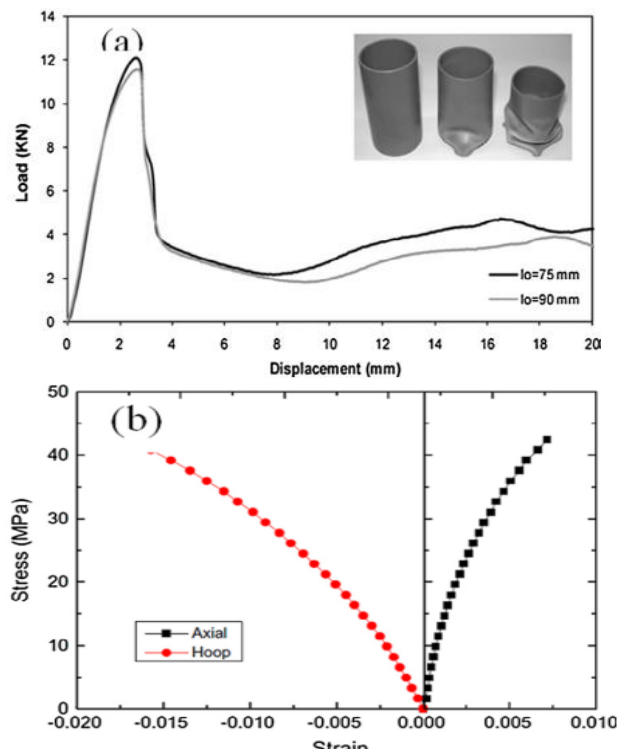 (a)
14
12
10
8
6
4
2
0
Load (KN)
lo=75 mm
lo=90 mm
0 2 4 6 8 10 12 14 16 18 20
Displacement (mm)
(b)
50
40
30
20
10
0
Stress (MPa)
Axial
Hoop
-0.020 -0.015 -0.010 -0.005 0.000 0.005 0.010
Strain